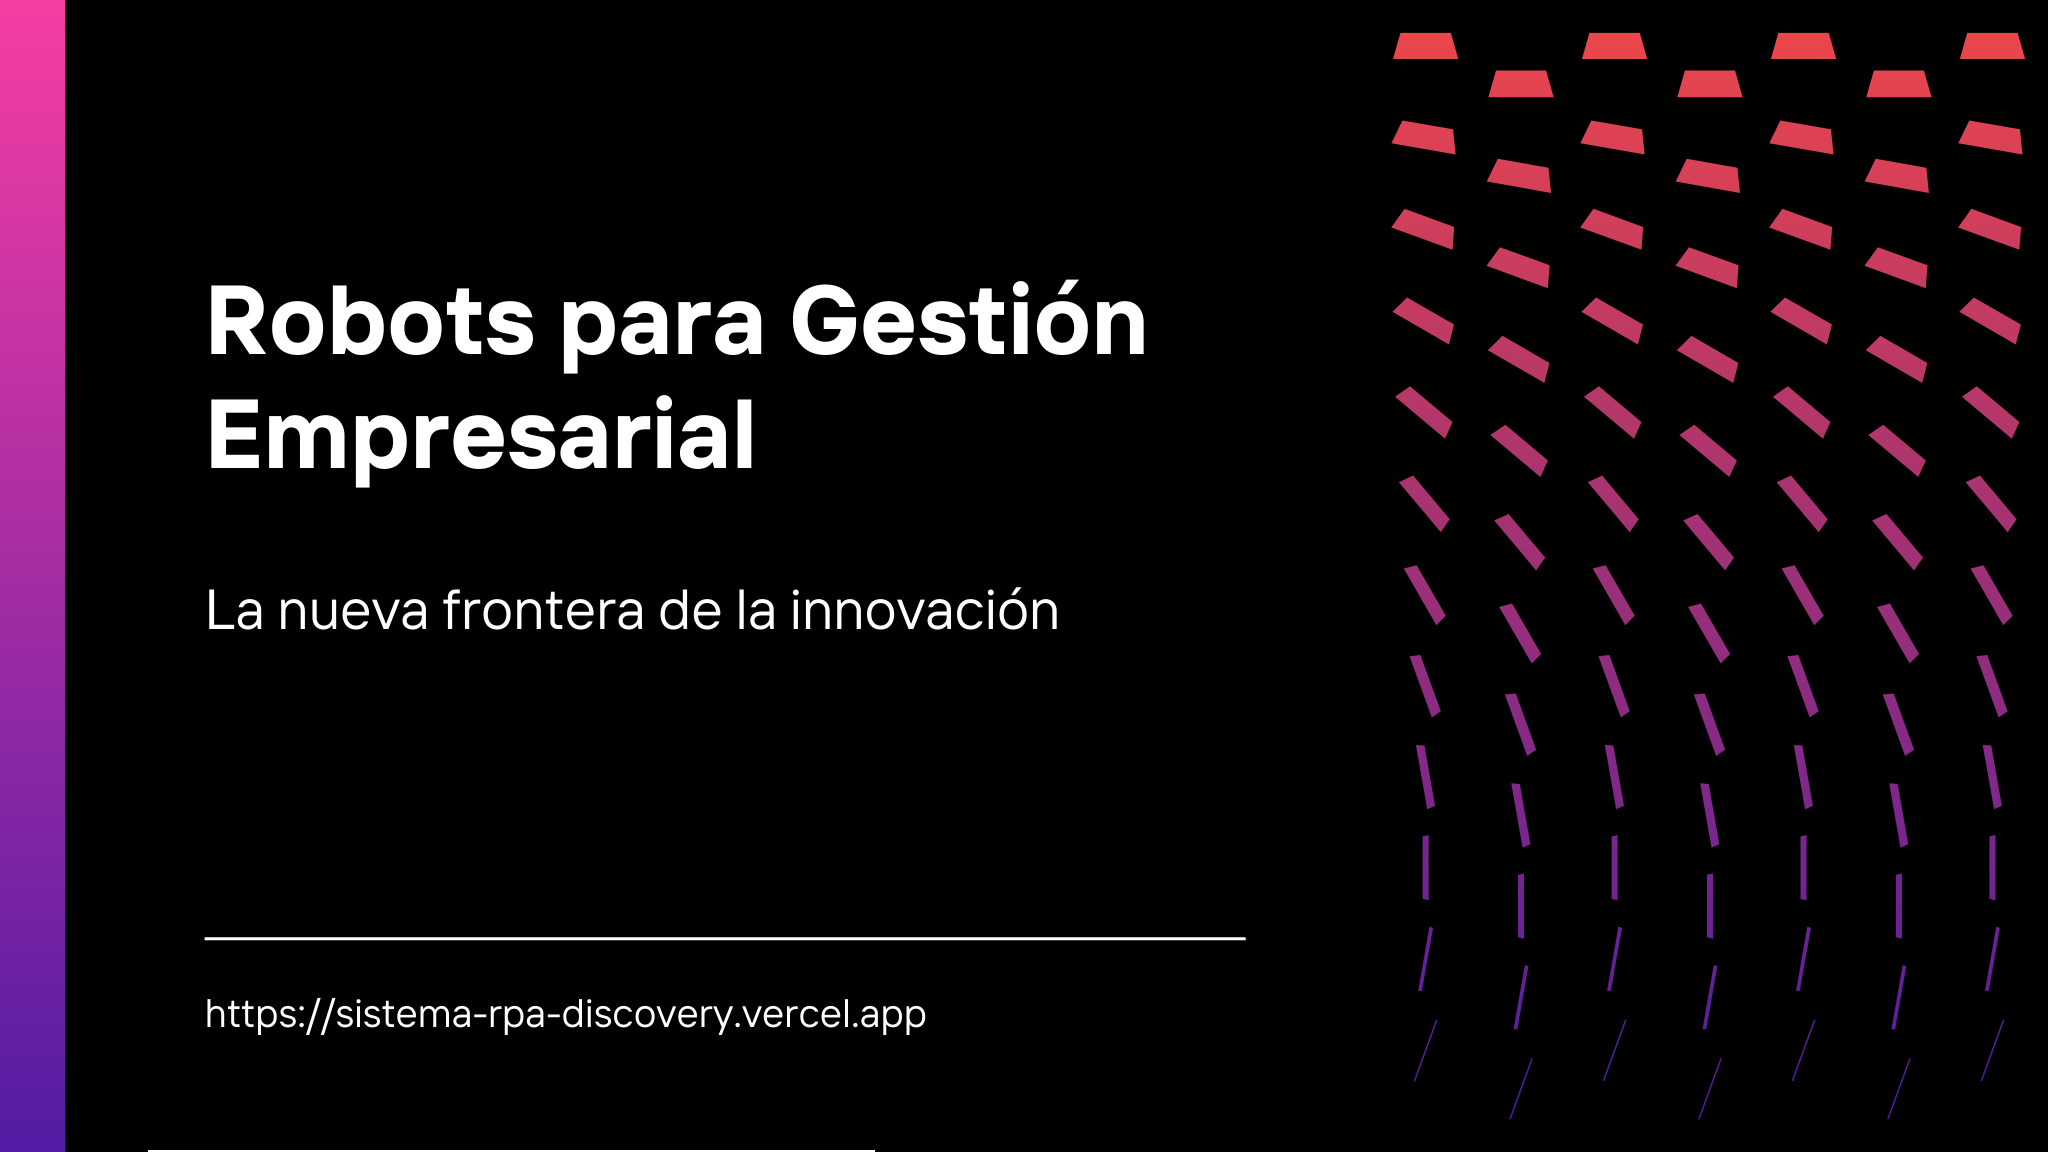 Robots para Gestión
Empresarial
La nueva frontera de la innovación
https://sistema-rpa-discovery.vercel.app